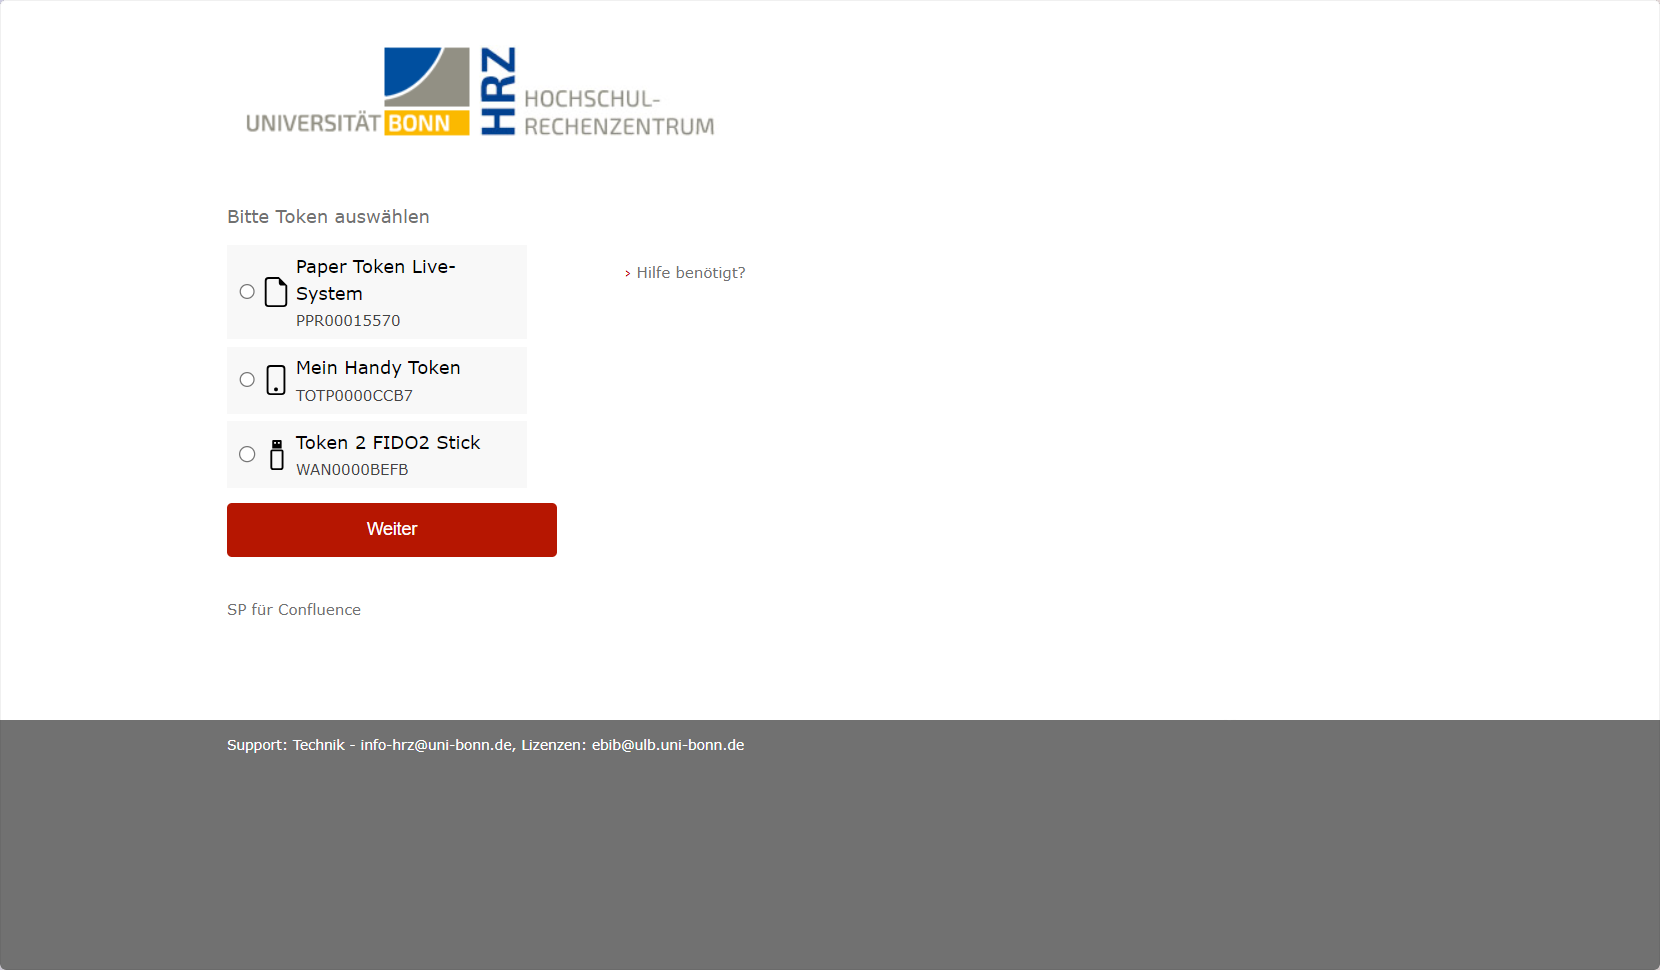 UNIVERSITÄT BONN
HRZ
HOCHSCHUL-
RECHENZENTRUM
Bitte Token auswählen
Paper Token Live-
System
PPR00015570
› Hilfe benötigt?
Mein Handy Token
TOTP0000CCB7
Token 2 FIDO2 Stick
WAN0000BEFB
Weiter
SP für Confluence
Support: Technik - info-hrz@uni-bonn.de, Lizenzen: ebib@ulb.uni-bonn.de